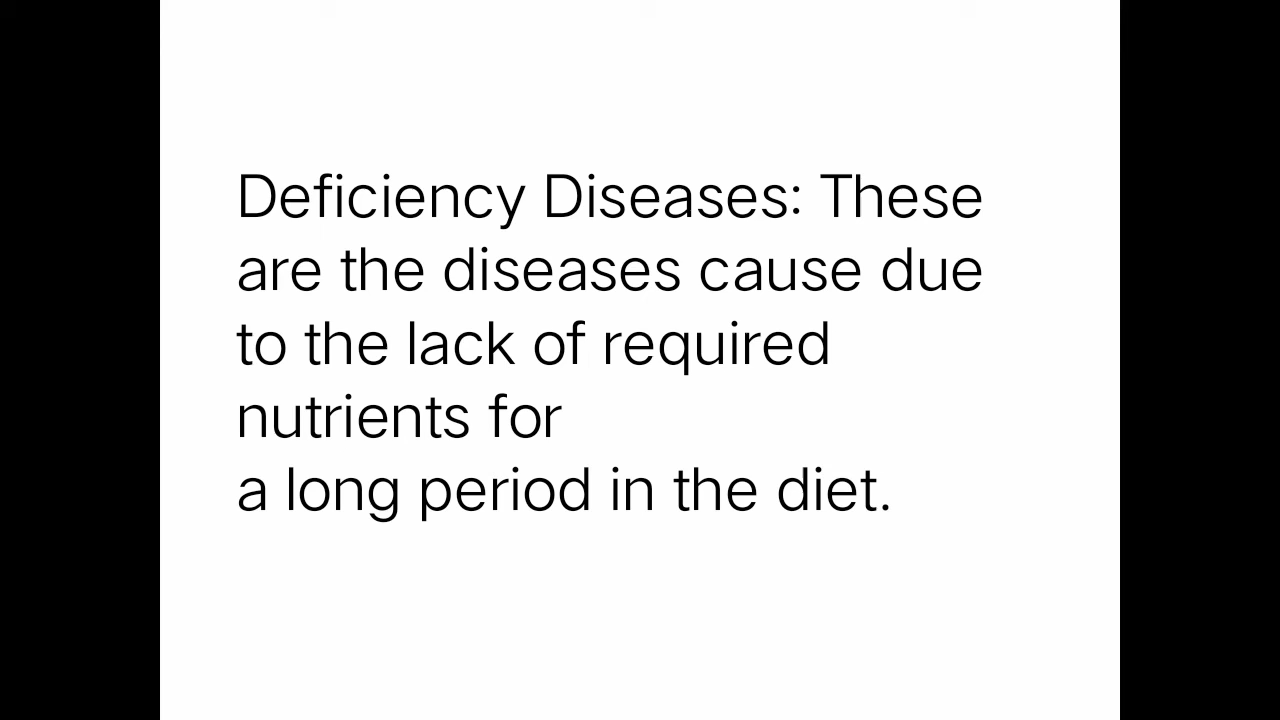 Deficiency Diseases: These
are the diseases cause due
to the lack of required
nutrients for
a long period in the diet.